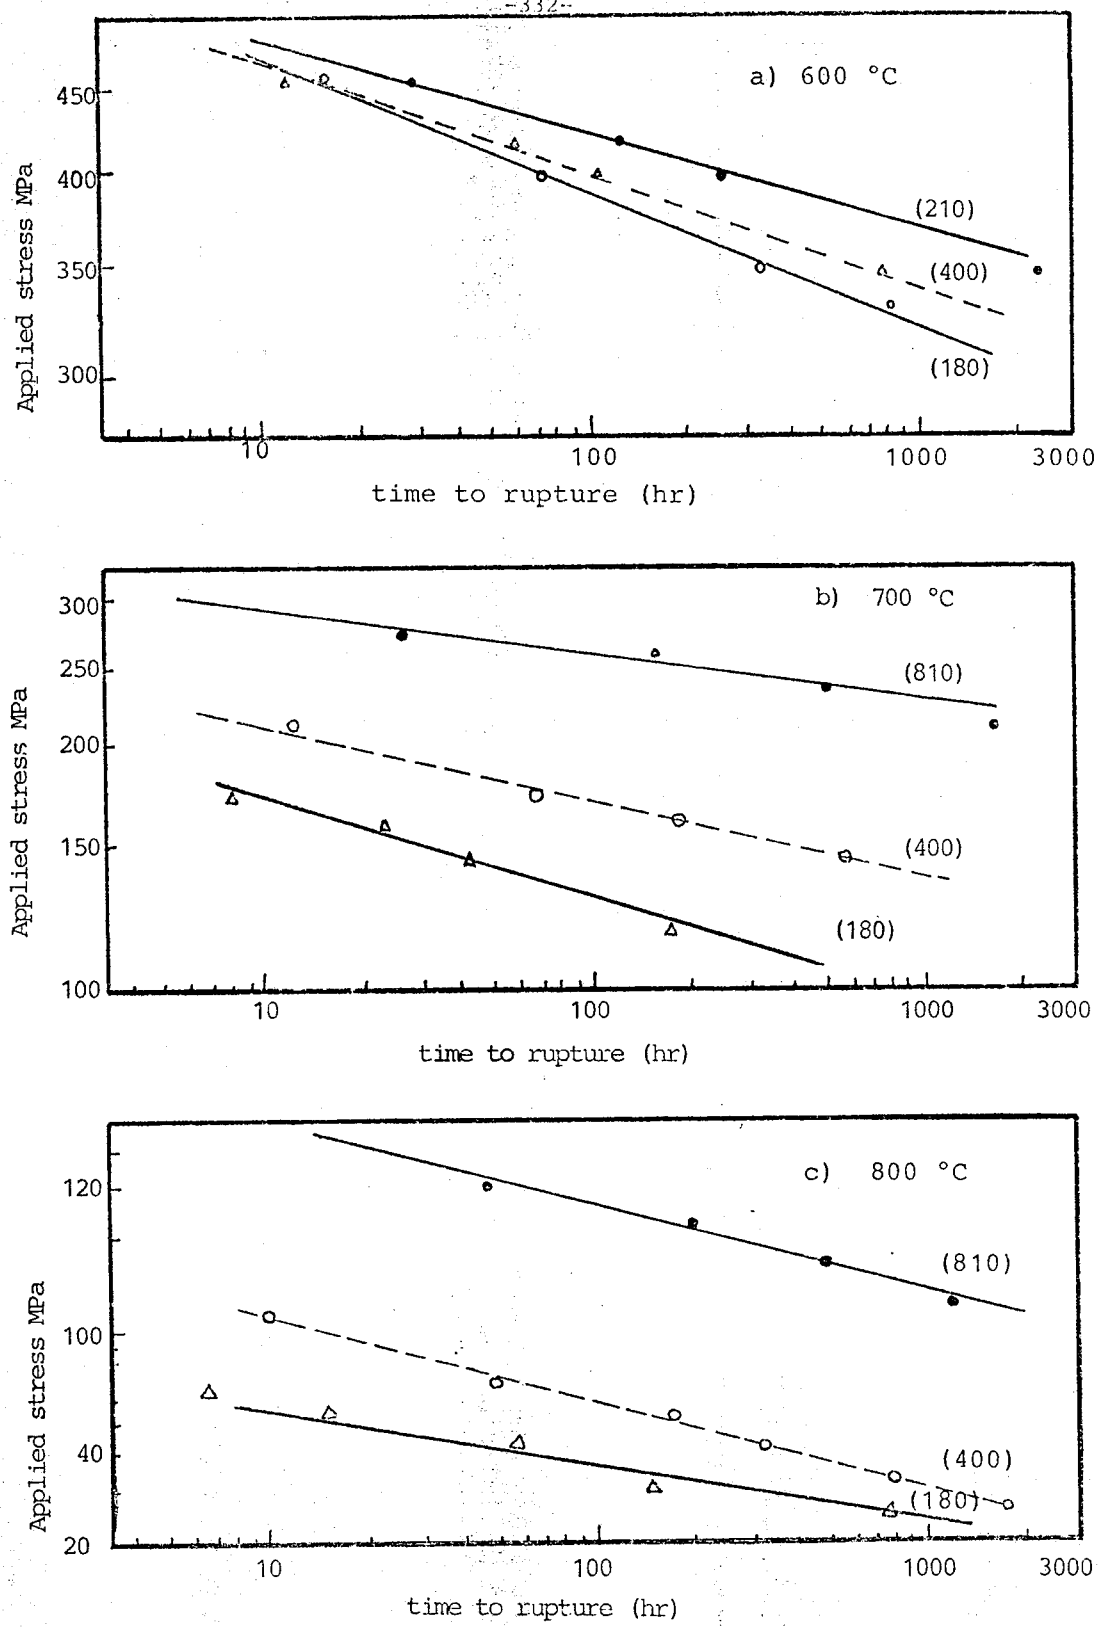 -332-
a) 600 °C
450
400
350
300
(210)
(400)
(180)
10 100 1000 3000
time to rupture (hr)
Applied stress MPa
b) 700 °C
300
250
200
150
100
(810)
(400)
(180)
10 100 1000 3000
time to rupture (hr)
Applied stress MPa
c) 800 °C
120
100
40
20
(810)
(400)
(180)
10 100 1000 3000
time to rupture (hr)
Applied stress MPa